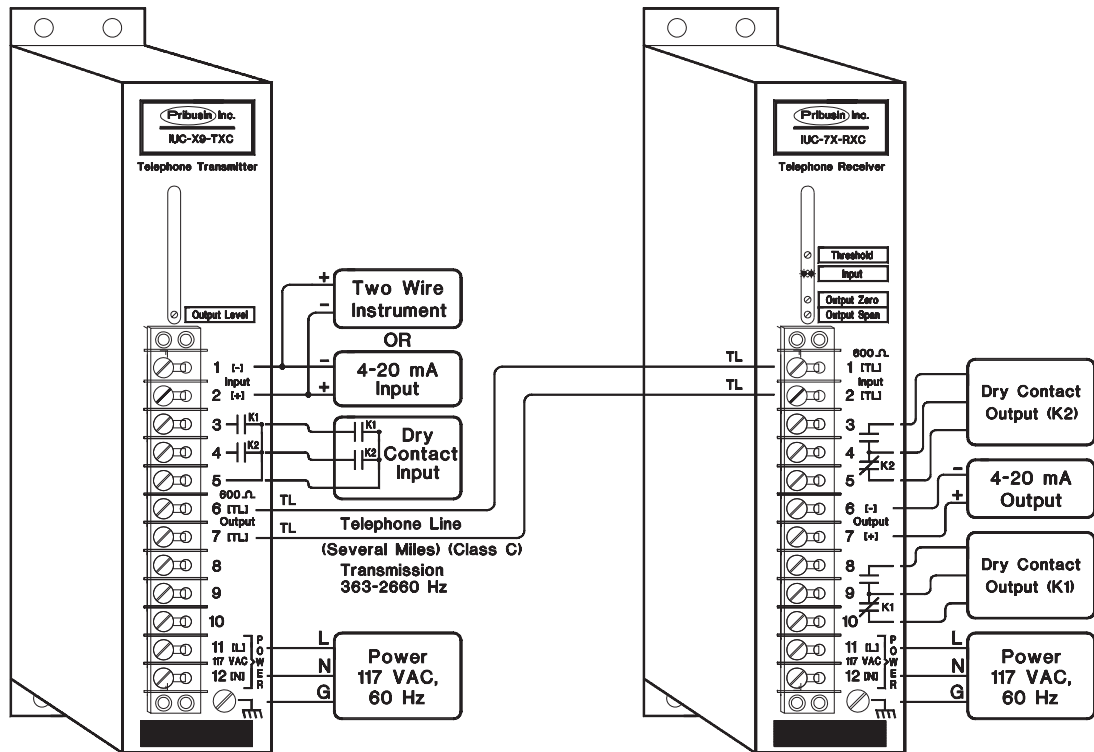 Pribusin Inc.
IUC-X9-TXC
Telephone Transmitter
Output Level
1 [-]
Input
2 [+]
3
K1
4
K2
5
600 Ω
6 [TL]
Output
7 [TL]
8
9
10
11 [L]
117 VAC
12 [N]
POWER
+
-
Two Wire
Instrument
OR
-
+
4-20 mA
Input
K1
K2
Dry
Contact
Input
TL
TL
Telephone Line
(Several Miles) (Class C)
Transmission
363-2660 Hz
L
N
G
Power
117 VAC,
60 Hz
Pribusin Inc.
IUC-7X-RXC
Telephone Receiver
Threshold
Input
Output Zero
Output Span
TL
TL
600 Ω
1 [TL]
Input
2 [TL]
3
4
K2
5
6 [-]
Output
7 [+]
8
9
K1
10
11 [L]
117 VAC
12 [N]
POWER
Dry Contact
Output (K2)
-
+
4-20 mA
Output
Dry Contact
Output (K1)
L
N
G
Power
117 VAC,
60 Hz